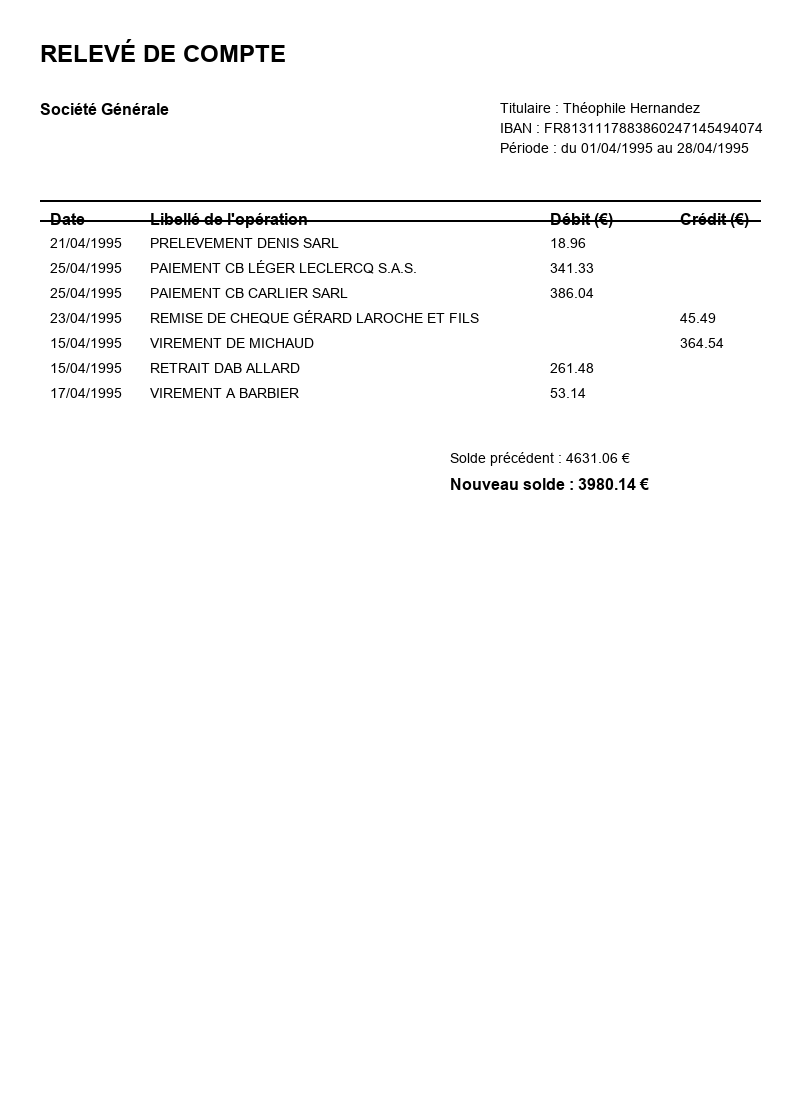 RELEVÉ DE COMPTE
Société Générale
Titulaire : Théophile Hernandez
IBAN : FR8131117883860247145494074
Période : du 01/04/1995 au 28/04/1995
Date Libellé de l'opération Débit (€) Crédit (€)
21/04/1995 PRELEVEMENT DENIS SARL 18.96
25/04/1995 PAIEMENT CB LÉGER LECLERCQ S.A.S. 341.33
25/04/1995 PAIEMENT CB CARLIER SARL 386.04
23/04/1995 REMISE DE CHEQUE GÉRARD LAROCHE ET FILS 45.49
15/04/1995 VIREMENT DE MICHAUD 364.54
15/04/1995 RETRAIT DAB ALLARD 261.48
17/04/1995 VIREMENT A BARBIER 53.14
Solde précédent : 4631.06 €
Nouveau solde : 3980.14 €